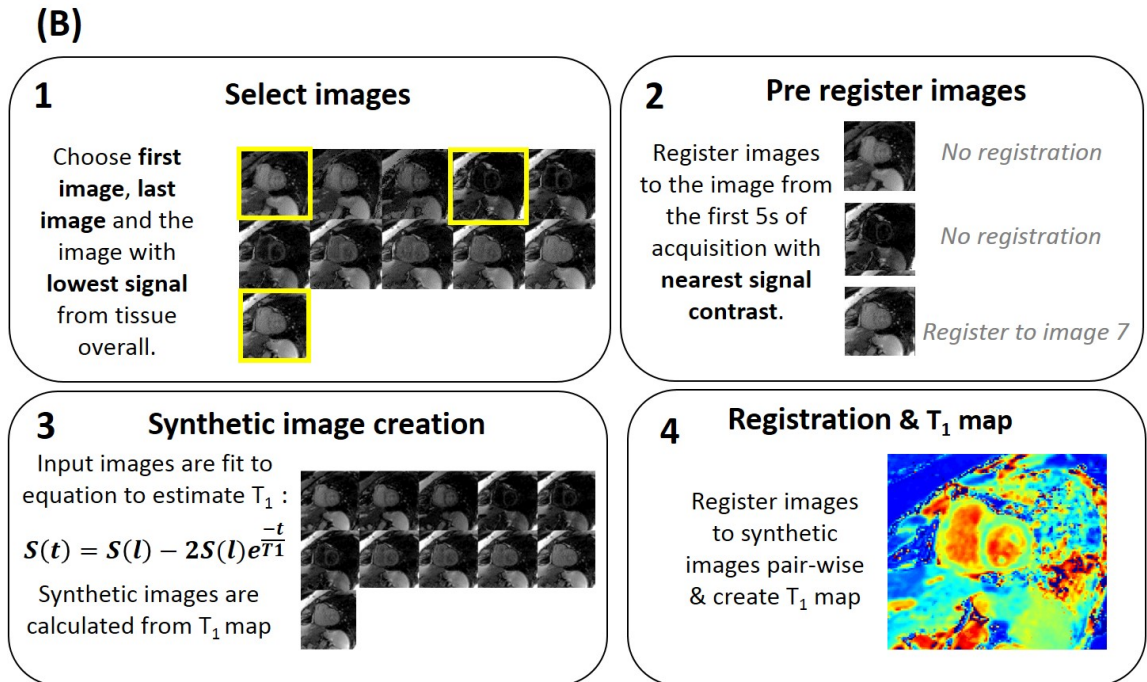 (B)
1
Select images
Choose first
image, last
image and the
image with
lowest signal
from tissue
overall.
2
Pre register images
Register images
to the image from
the first 5s of
acquisition with
nearest signal
contrast.
No registration
No registration
Register to image 7
3
Synthetic image creation
Input images are fit to
equation to estimate T₁ :
S(t) = S(l) − 2S(l)e^(−t/T1)
Synthetic images are
calculated from T₁ map
4
Registration & T₁ map
Register images
to synthetic
images pair-wise
& create T₁ map